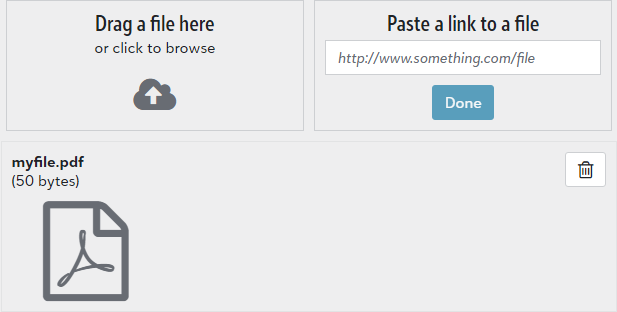 Drag a file here
or click to browse
Paste a link to a file
http://www.something.com/file
Done
myfile.pdf
(50 bytes)